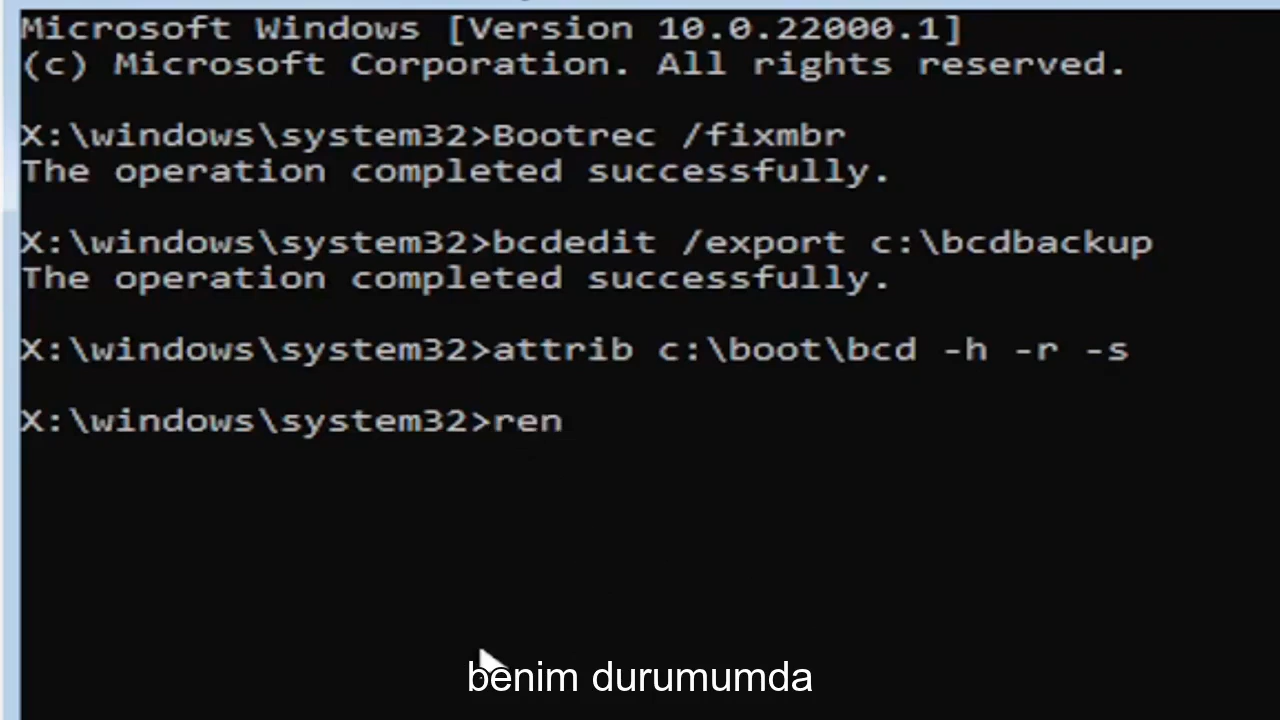 Microsoft Windows [Version 10.0.22000.1]
(c) Microsoft Corporation. All rights reserved.
X:\windows\system32>Bootrec /fixmbr
The operation completed successfully.
X:\windows\system32>bcdedit /export c:\bcdbackup
The operation completed successfully.
X:\windows\system32>attrib c:\boot\bcd -h -r -s
X:\windows\system32>ren
benim durumumda